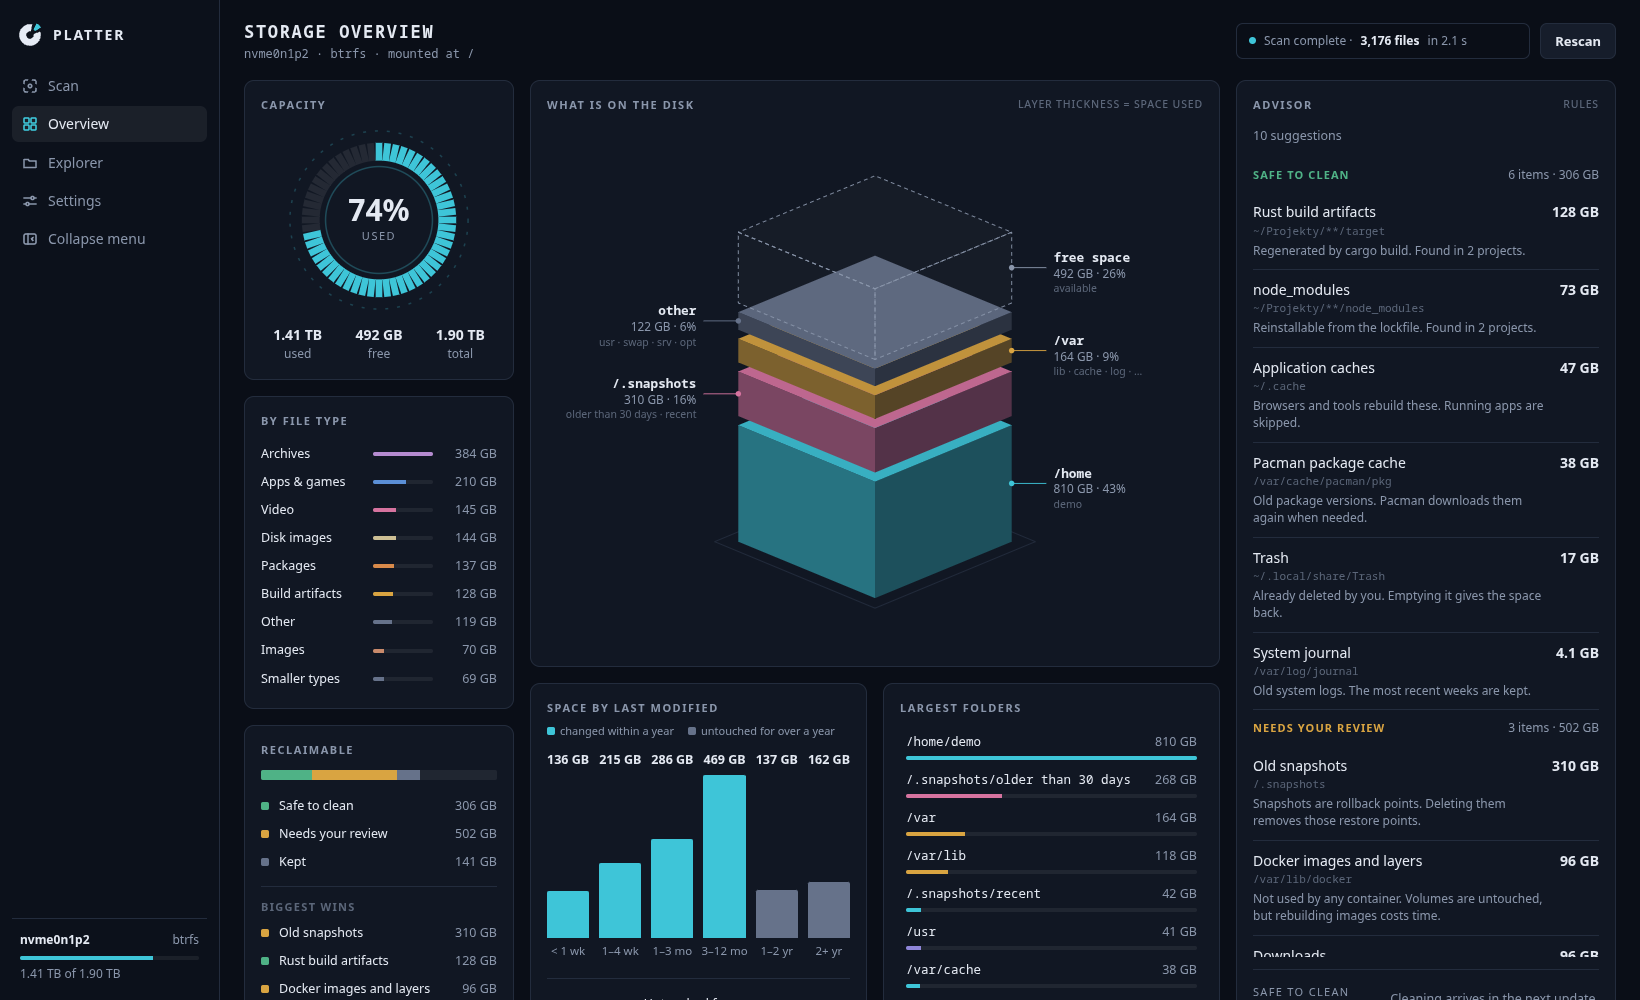 PLATTER
Scan
Overview
Explorer
Settings
Collapse menu
nvme0n1p2 btrfs
1.41 TB of 1.90 TB
STORAGE OVERVIEW
nvme0n1p2 · btrfs · mounted at /
Scan complete · 3,176 files in 2.1 s
Rescan
CAPACITY
74%
USED
1.41 TB 492 GB 1.90 TB
used free total
BY FILE TYPE
Archives 384 GB
Apps & games 210 GB
Video 145 GB
Disk images 144 GB
Packages 137 GB
Build artifacts 128 GB
Other 119 GB
Images 70 GB
Smaller types 69 GB
RECLAIMABLE
Safe to clean 306 GB
Needs your review 502 GB
Kept 141 GB
BIGGEST WINS
Old snapshots 310 GB
Rust build artifacts 128 GB
Docker images and layers 96 GB
WHAT IS ON THE DISK LAYER THICKNESS = SPACE USED
free space
492 GB · 26%
available
other
122 GB · 6%
usr · swap · srv · opt
/var
164 GB · 9%
lib · cache · log · ...
/.snapshots
310 GB · 16%
older than 30 days · recent
/home
810 GB · 43%
demo
SPACE BY LAST MODIFIED
changed within a year untouched for over a year
136 GB 215 GB 286 GB 469 GB 137 GB 162 GB
< 1 wk 1–4 wk 1–3 mo 3–12 mo 1–2 yr 2+ yr
LARGEST FOLDERS
/home/demo 810 GB
/.snapshots/older than 30 days 268 GB
/var 164 GB
/var/lib 118 GB
/.snapshots/recent 42 GB
/usr 41 GB
/var/cache 38 GB
ADVISOR RULES
10 suggestions
SAFE TO CLEAN 6 items · 306 GB
Rust build artifacts 128 GB
~/Projekty/**/target
Regenerated by cargo build. Found in 2 projects.
node_modules 73 GB
~/Projekty/**/node_modules
Reinstallable from the lockfile. Found in 2 projects.
Application caches 47 GB
~/.cache
Browsers and tools rebuild these. Running apps are
skipped.
Pacman package cache 38 GB
/var/cache/pacman/pkg
Old package versions. Pacman downloads them
again when needed.
Trash 17 GB
~/.local/share/Trash
Already deleted by you. Emptying it gives the space
back.
System journal 4.1 GB
/var/log/journal
Old system logs. The most recent weeks are kept.
NEEDS YOUR REVIEW 3 items · 502 GB
Old snapshots 310 GB
/.snapshots
Snapshots are rollback points. Deleting them
removes those restore points.
Docker images and layers 96 GB
/var/lib/docker
Not used by any container. Volumes are untouched,
but rebuilding images costs time.
Downloads 96 GB
SAFE TO CLEAN Cleaning arrives in the next update.